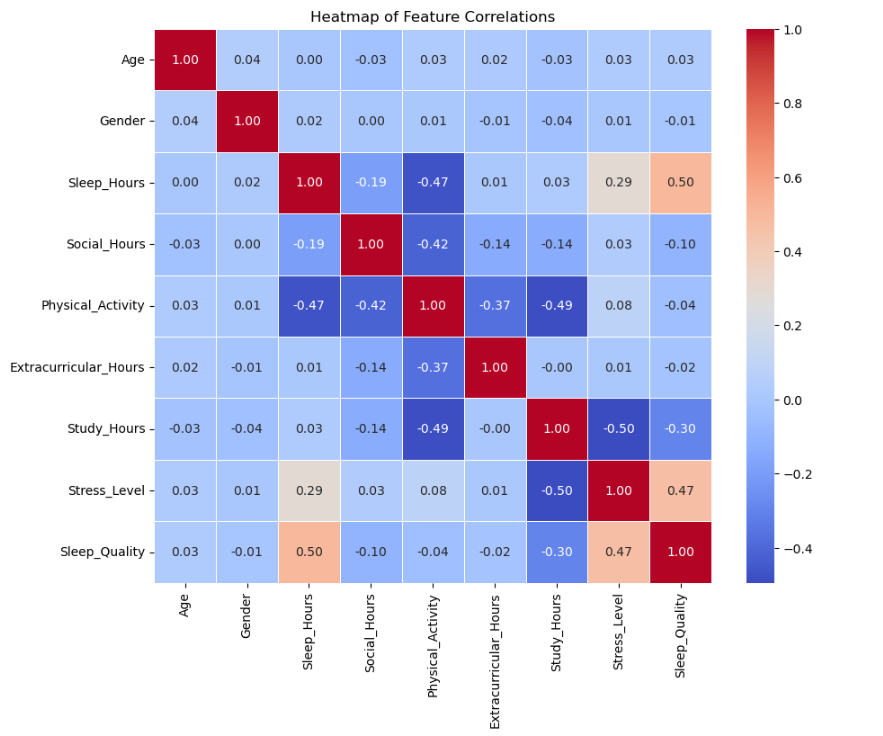 Heatmap of Feature Correlations
Age 1.00 0.04 0.00 -0.03 0.03 0.02 -0.03 0.03 0.03
Gender 0.04 1.00 0.02 0.00 0.01 -0.01 -0.04 0.01 -0.01
Sleep_Hours 0.00 0.02 1.00 -0.19 -0.47 0.01 0.03 0.29 0.50
Social_Hours -0.03 0.00 -0.19 1.00 -0.42 -0.14 -0.14 0.03 -0.10
Physical_Activity 0.03 0.01 -0.47 -0.42 1.00 -0.37 -0.49 0.08 -0.04
Extracurricular_Hours 0.02 -0.01 0.01 -0.14 -0.37 1.00 -0.00 0.01 -0.02
Study_Hours -0.03 -0.04 0.03 -0.14 -0.49 -0.00 1.00 -0.50 -0.30
Stress_Level 0.03 0.01 0.29 0.03 0.08 0.01 -0.50 1.00 0.47
Sleep_Quality 0.03 -0.01 0.50 -0.10 -0.04 -0.02 -0.30 0.47 1.00
Age
Gender
Sleep_Hours
Social_Hours
Physical_Activity
Extracurricular_Hours
Study_Hours
Stress_Level
Sleep_Quality
1.0
0.8
0.6
0.4
0.2
0.0
−0.2
−0.4